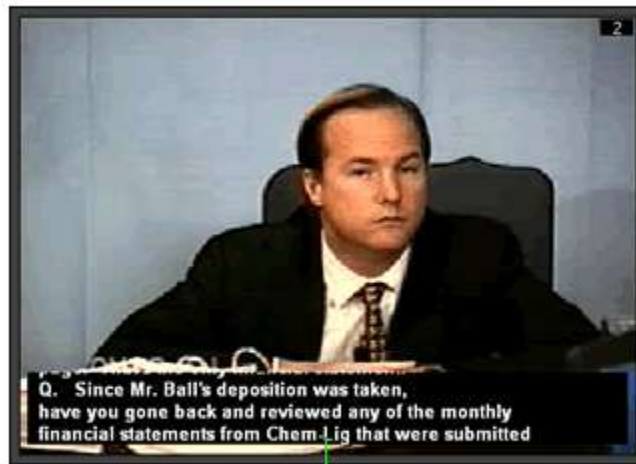 2
Q. Since Mr. Ball's deposition was taken,
have you gone back and reviewed any of the monthly
financial statements from Chem Lig that were submitted